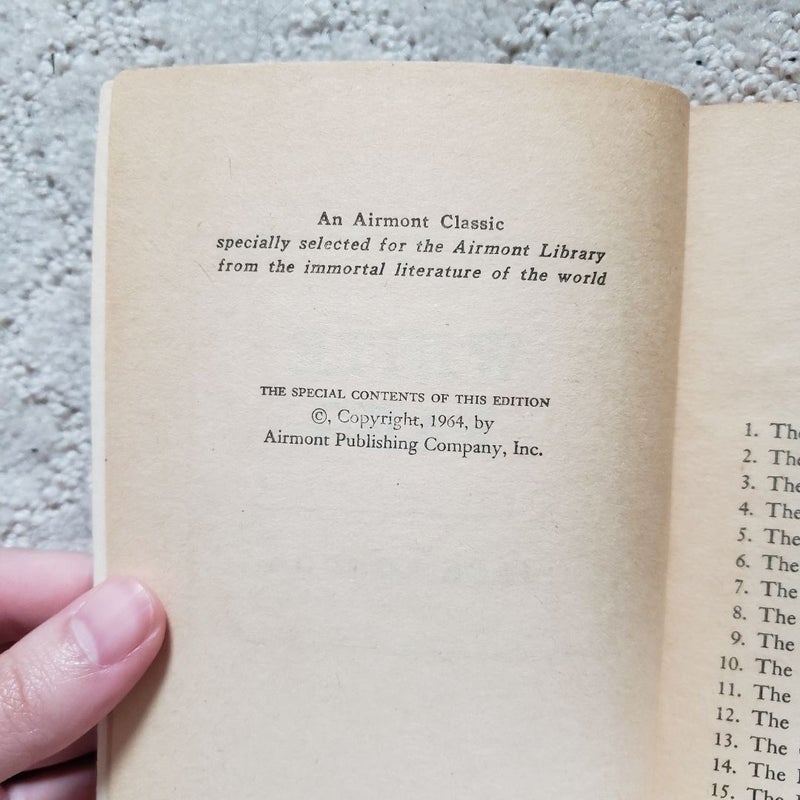 An Airmont Classic
specially selected for the Airmont Library
from the immortal literature of the world
THE SPECIAL CONTENTS OF THIS EDITION
©, Copyright, 1964, by
Airmont Publishing Company, Inc.
1. The
2. The
3. The
4. The
5. The
6. The
7. The
8. The
9. The
10. The
11. The
12. The
13. The
14. The
15. The